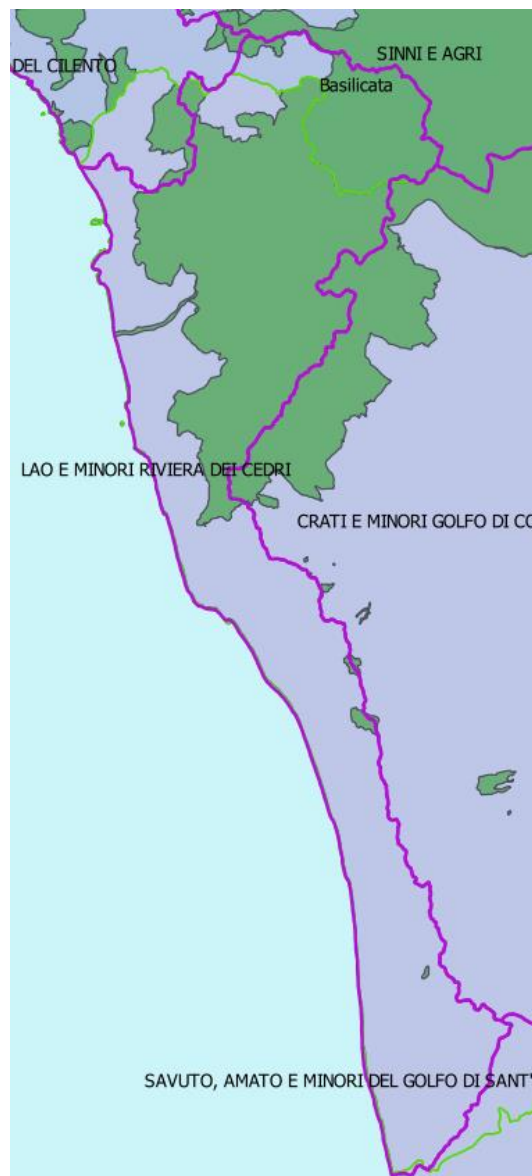 SINNI E AGRI
DEL CILENTO
Basilicata
LAO E MINORI RIVIERA DEI CEDRI
CRATI E MINORI GOLFO DI CO
SAVUTO, AMATO E MINORI DEL GOLFO DI SANT'